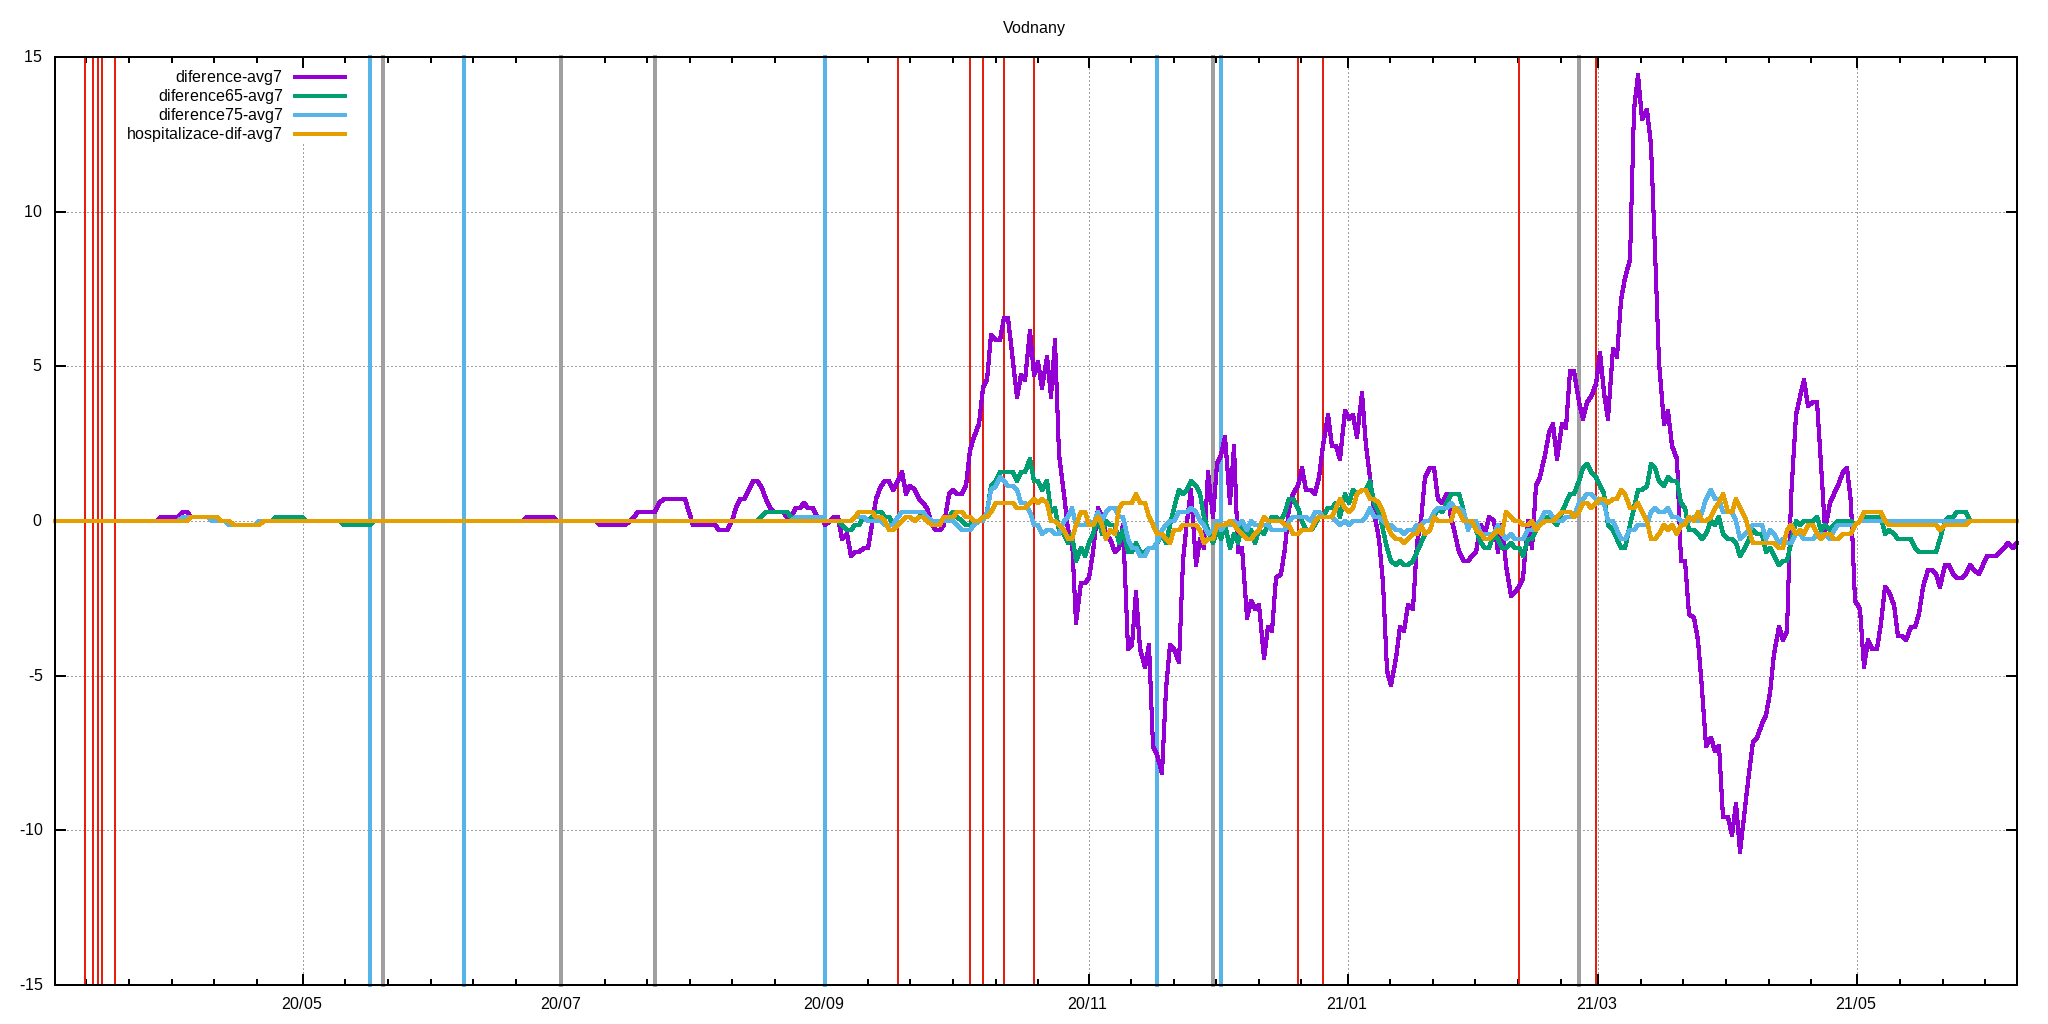 Vodnany
15
diference-avg7
diference65-avg7
diference75-avg7
hospitalizace-dif-avg7
10
5
0
-5
-10
-15
20/05 20/07 20/09 20/11 21/01 21/03 21/05